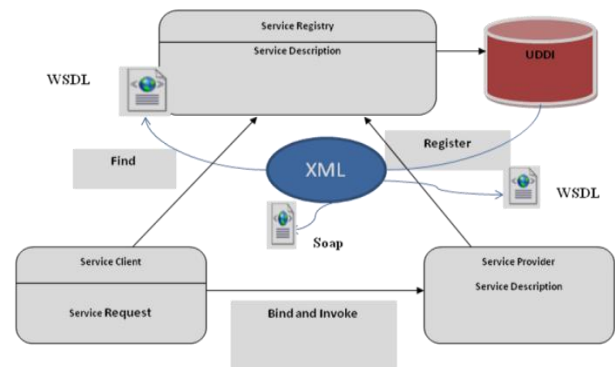 Service Registry
Service Description
UDDI
WSDL
Find
Register
XML
WSDL
Soap
Service Client
Service Request
Bind and Invoke
Service Provider
Service Description